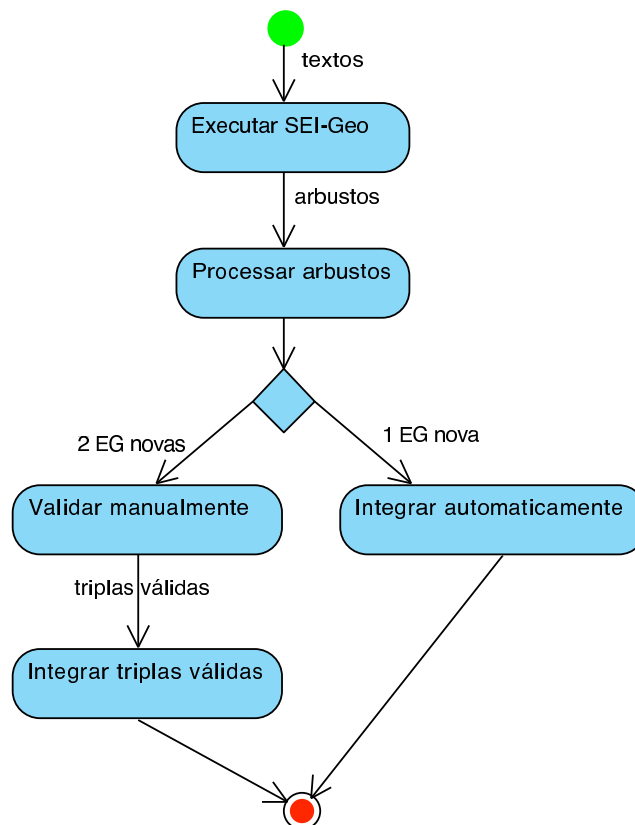 textos
Executar SEI-Geo
arbustos
Processar arbustos
2 EG novas
1 EG nova
Validar manualmente
Integrar automaticamente
triplas válidas
Integrar triplas válidas